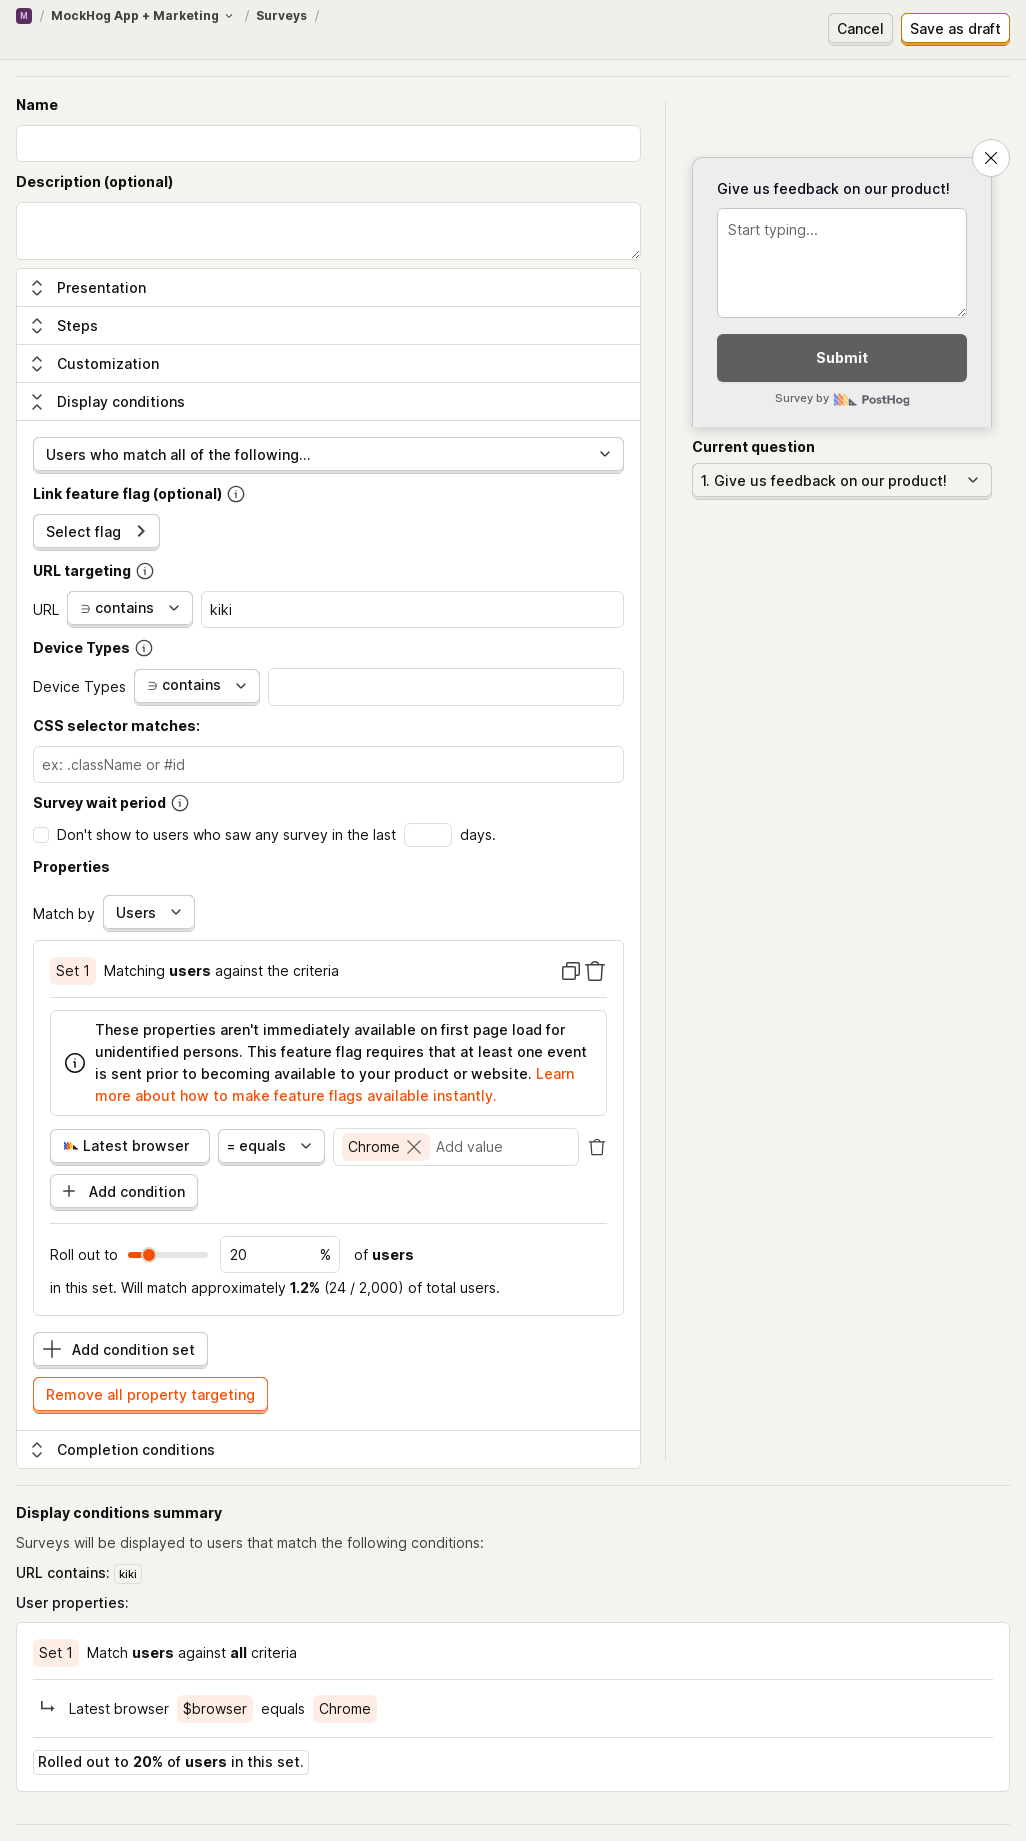 M / MockHog App + Marketing / Surveys /
Cancel
Save as draft
Name
Description (optional)
Presentation
Steps
Customization
Display conditions
Users who match all of the following...
Link feature flag (optional)
Select flag
URL targeting
URL ∋ contains kiki
Device Types
Device Types ∋ contains
CSS selector matches:
ex: .className or #id
Survey wait period
Don't show to users who saw any survey in the last days.
Properties
Match by Users
Set 1 Matching users against the criteria
These properties aren't immediately available on first page load for
unidentified persons. This feature flag requires that at least one event
is sent prior to becoming available to your product or website. Learn
more about how to make feature flags available instantly.
Latest browser = equals Chrome Add value
Add condition
Roll out to 20 % of users
in this set. Will match approximately 1.2% (24 / 2,000) of total users.
Add condition set
Remove all property targeting
Completion conditions
Give us feedback on our product!
Start typing...
Submit
Survey by PostHog
Current question
1. Give us feedback on our product!
Display conditions summary
Surveys will be displayed to users that match the following conditions:
URL contains: kiki
User properties:
Set 1 Match users against all criteria
Latest browser $browser equals Chrome
Rolled out to 20% of users in this set.